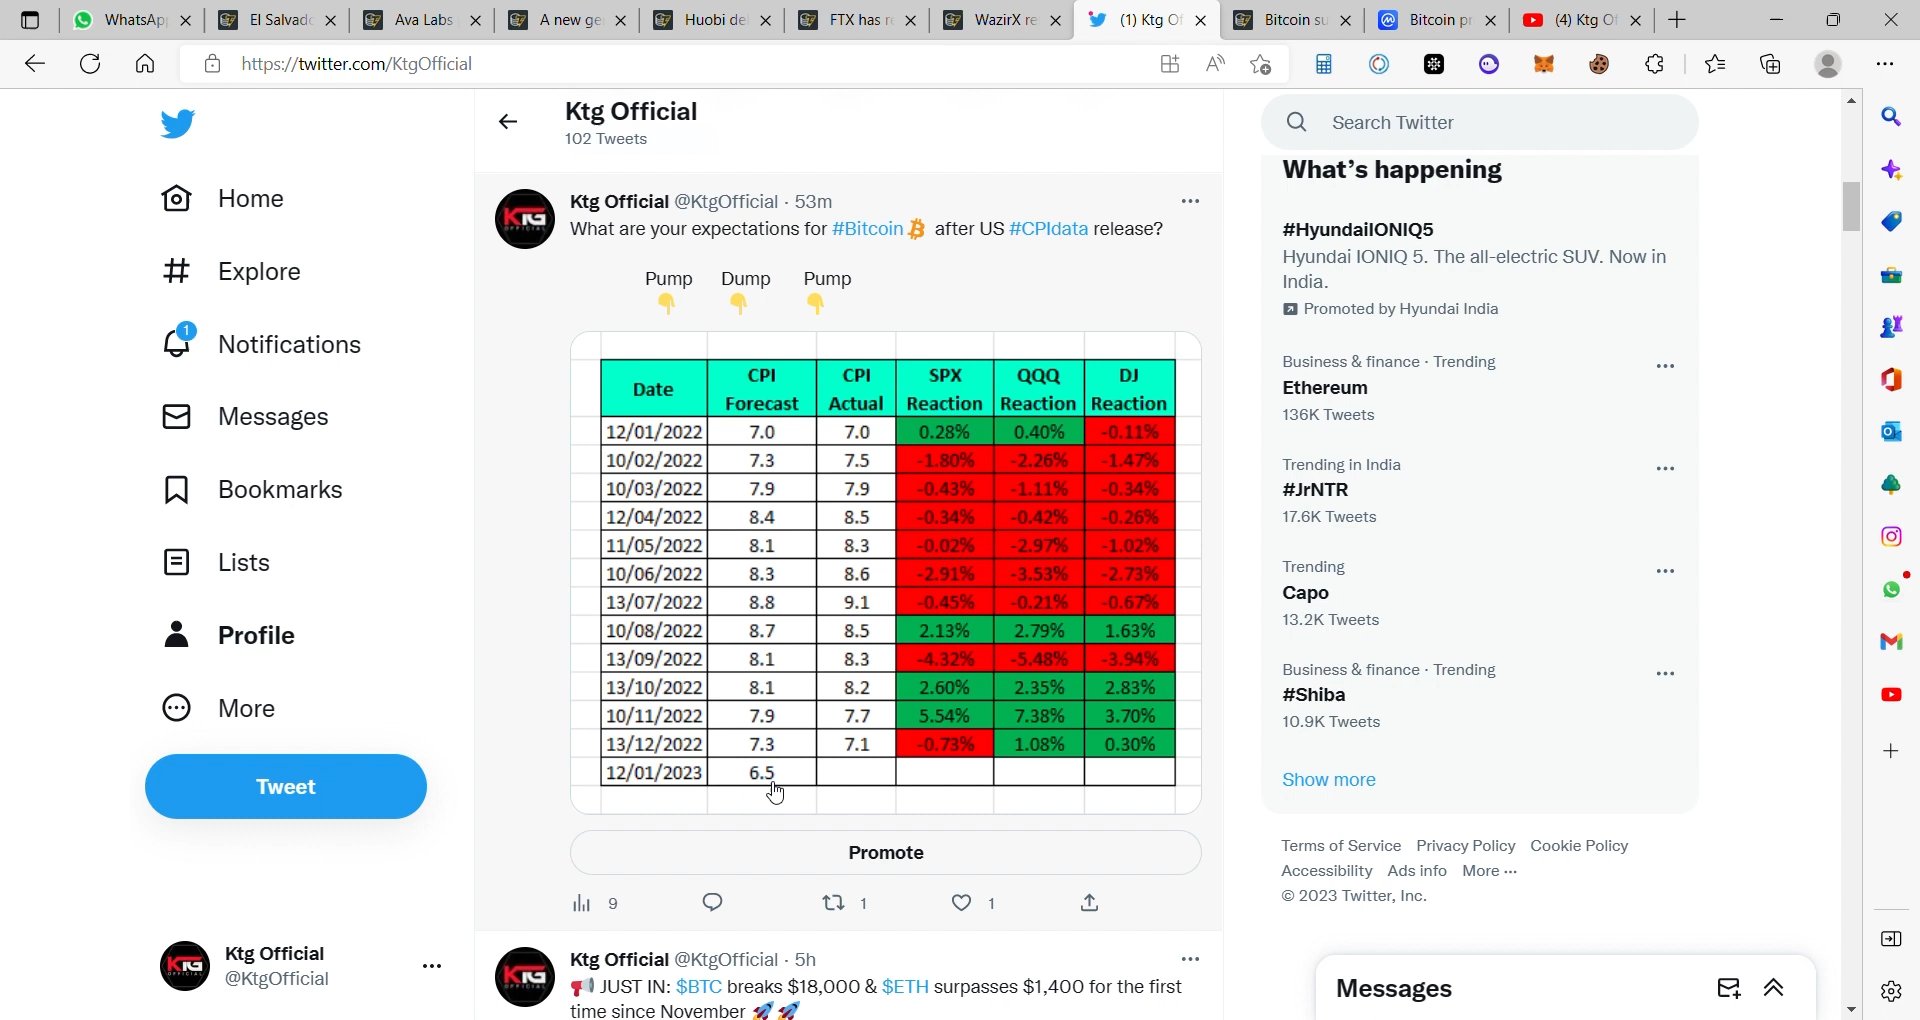 WhatsAp
El Salvado
Ava Labs
A new ge
Huobi de
FTX has r
WazirX re
(1) Ktg Of
Bitcoin su
Bitcoin pr
(4) Ktg Of
https://twitter.com/KtgOfficial
Ktg Official
102 Tweets
Search Twitter
Home
Explore
1
Notifications
Messages
Bookmarks
Lists
Profile
More
Tweet
Ktg Official
@KtgOfficial
Ktg Official @KtgOfficial · 53m
What are your expectations for #Bitcoin after US #CPIdata release?
Pump Dump Pump
Date CPI Forecast CPI Actual SPX Reaction QQQ Reaction DJ Reaction
12/01/2022 7.0 7.0 0.28% 0.40% -0.11%
10/02/2022 7.3 7.5 -1.80% -2.26% -1.47%
10/03/2022 7.9 7.9 -0.43% -1.11% -0.34%
12/04/2022 8.4 8.5 -0.34% -0.42% -0.26%
11/05/2022 8.1 8.3 -0.02% -2.97% -1.02%
10/06/2022 8.3 8.6 -2.91% -3.53% -2.73%
13/07/2022 8.8 9.1 -0.45% -0.21% -0.67%
10/08/2022 8.7 8.5 2.13% 2.79% 1.63%
13/09/2022 8.1 8.3 -4.32% -5.48% -3.94%
13/10/2022 8.1 8.2 2.60% 2.35% 2.83%
10/11/2022 7.9 7.7 5.54% 7.38% 3.70%
13/12/2022 7.3 7.1 -0.73% 1.08% 0.30%
12/01/2023 6.5
Promote
9 1 1
Ktg Official @KtgOfficial · 5h
JUST IN: $BTC breaks $18,000 & $ETH surpasses $1,400 for the first
time since November
What's happening
#HyundaiIONIQ5
Hyundai IONIQ 5. The all-electric SUV. Now in
India.
Promoted by Hyundai India
Business & finance · Trending
Ethereum
136K Tweets
Trending in India
#JrNTR
17.6K Tweets
Trending
Capo
13.2K Tweets
Business & finance · Trending
#Shiba
10.9K Tweets
Show more
Terms of Service Privacy Policy Cookie Policy
Accessibility Ads info More ···
© 2023 Twitter, Inc.
Messages